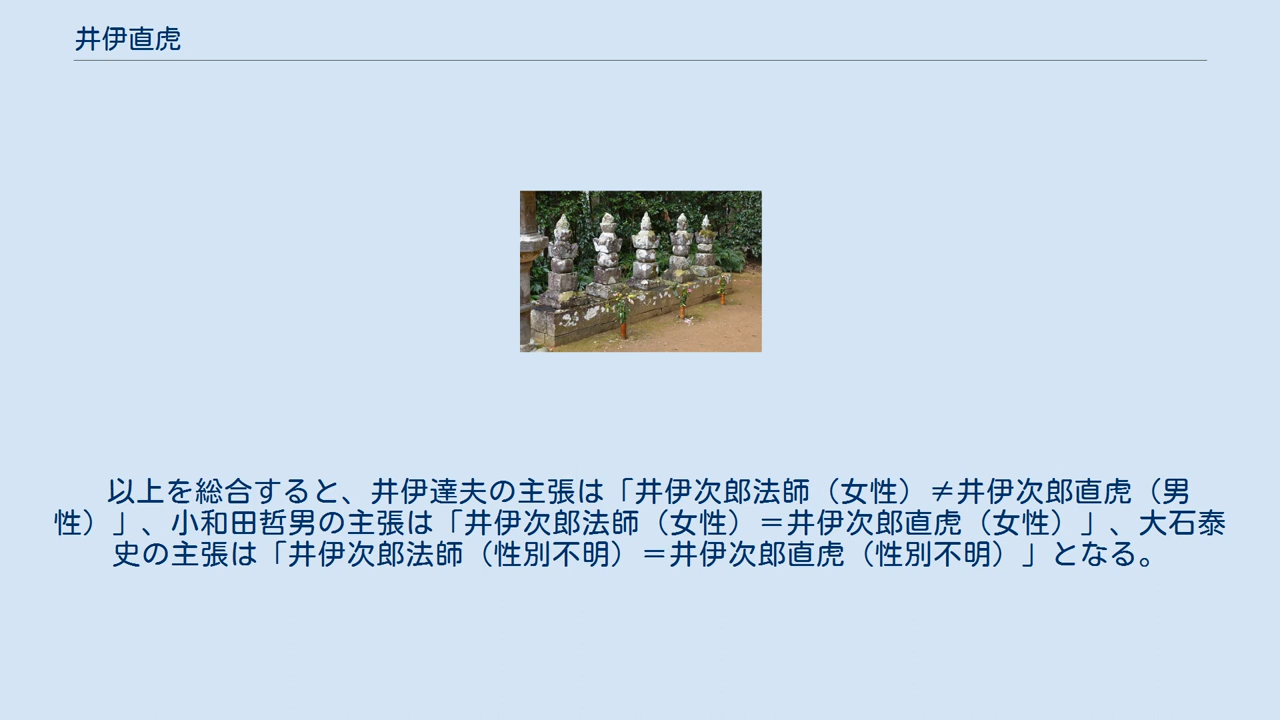 井伊直虎
以上を総合すると、井伊達夫の主張は「井伊次郎法師（女性）≠井伊次郎直虎（男
性）」、小和田哲男の主張は「井伊次郎法師（女性）＝井伊次郎直虎（女性）」、大石泰
史の主張は「井伊次郎法師（性別不明）＝井伊次郎直虎（性別不明）」となる。